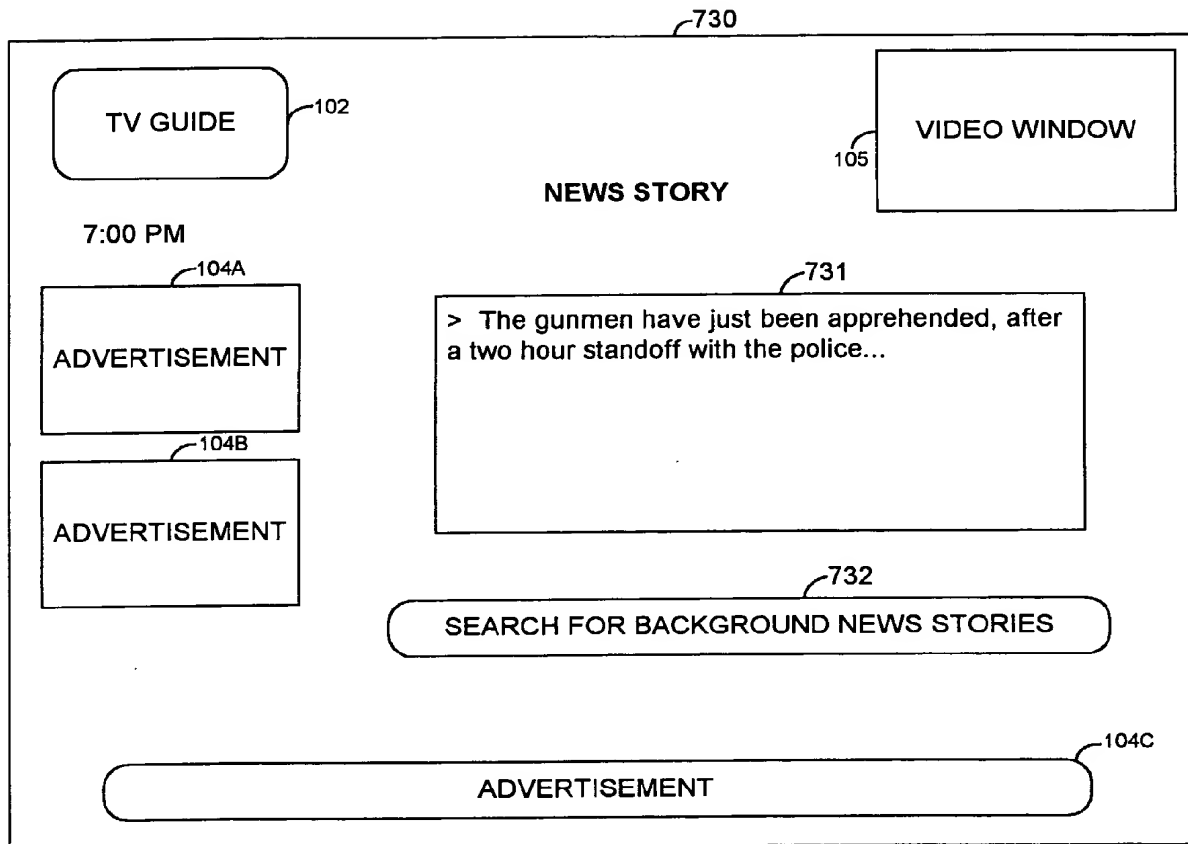 730
TV GUIDE
102
VIDEO WINDOW
105
NEWS STORY
7:00 PM
104A
ADVERTISEMENT
731
> The gunmen have just been apprehended, after
a two hour standoff with the police...
104B
ADVERTISEMENT
732
SEARCH FOR BACKGROUND NEWS STORIES
104C
ADVERTISEMENT